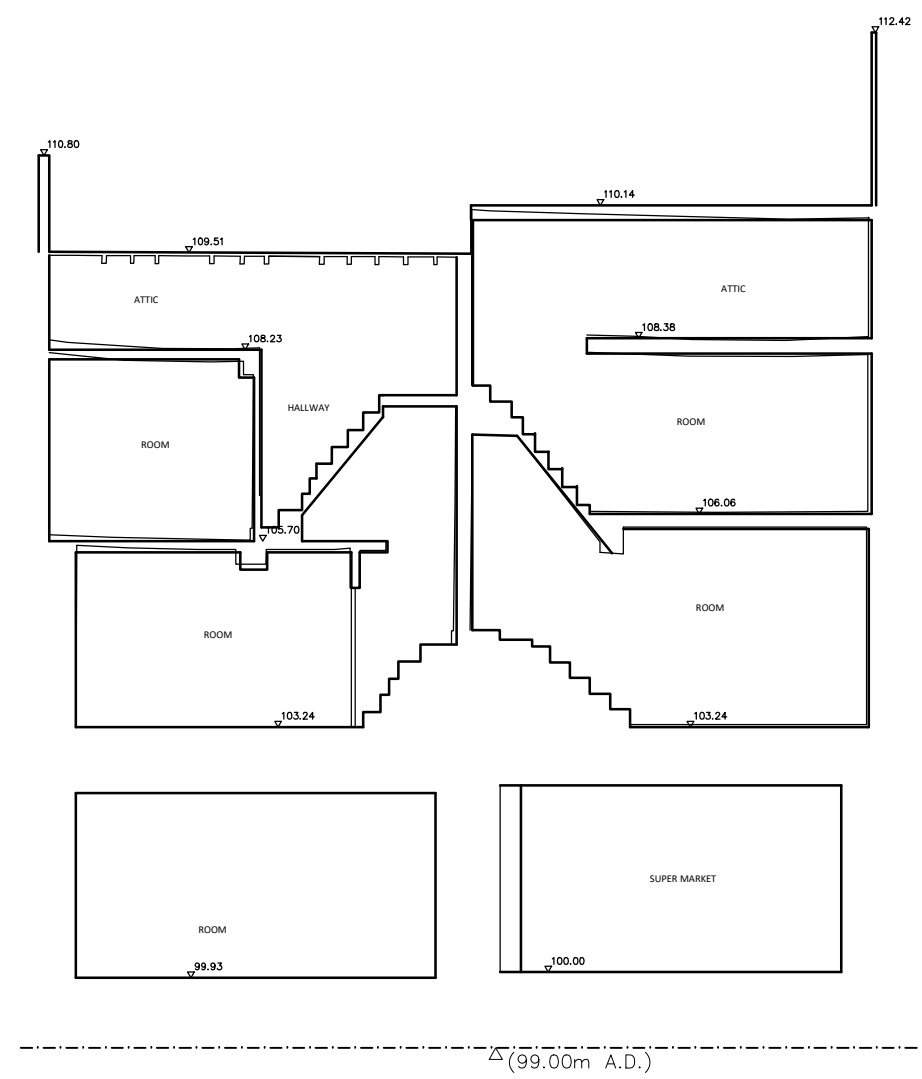 112.42
110.80
110.14
109.51
ATTIC
ATTIC
108.38
108.23
HALLWAY
ROOM
ROOM
106.06
105.70
ROOM
ROOM
103.24
103.24
SUPER MARKET
ROOM
99.93
100.00
(99.00m A.D.)